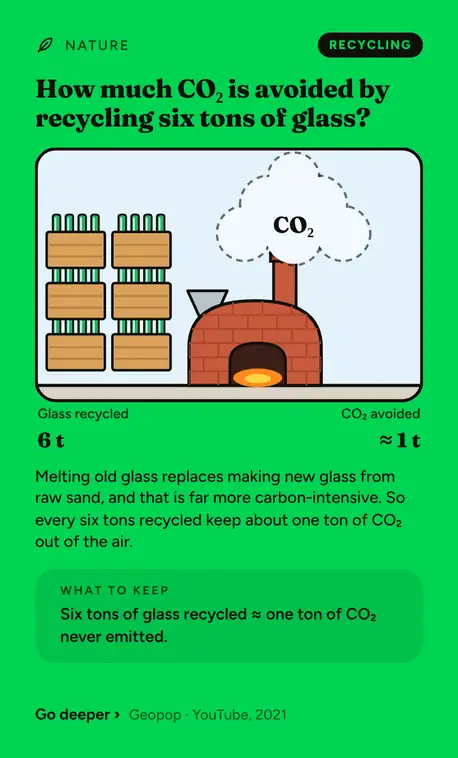 NATURE
RECYCLING
How much CO₂ is avoided by
recycling six tons of glass?
CO₂
Glass recycled
CO₂ avoided
6 t
≈ 1 t
Melting old glass replaces making new glass from
raw sand, and that is far more carbon-intensive. So
every six tons recycled keep about one ton of CO₂
out of the air.
WHAT TO KEEP
Six tons of glass recycled ≈ one ton of CO₂
never emitted.
Go deeper › Geopop · YouTube, 2021